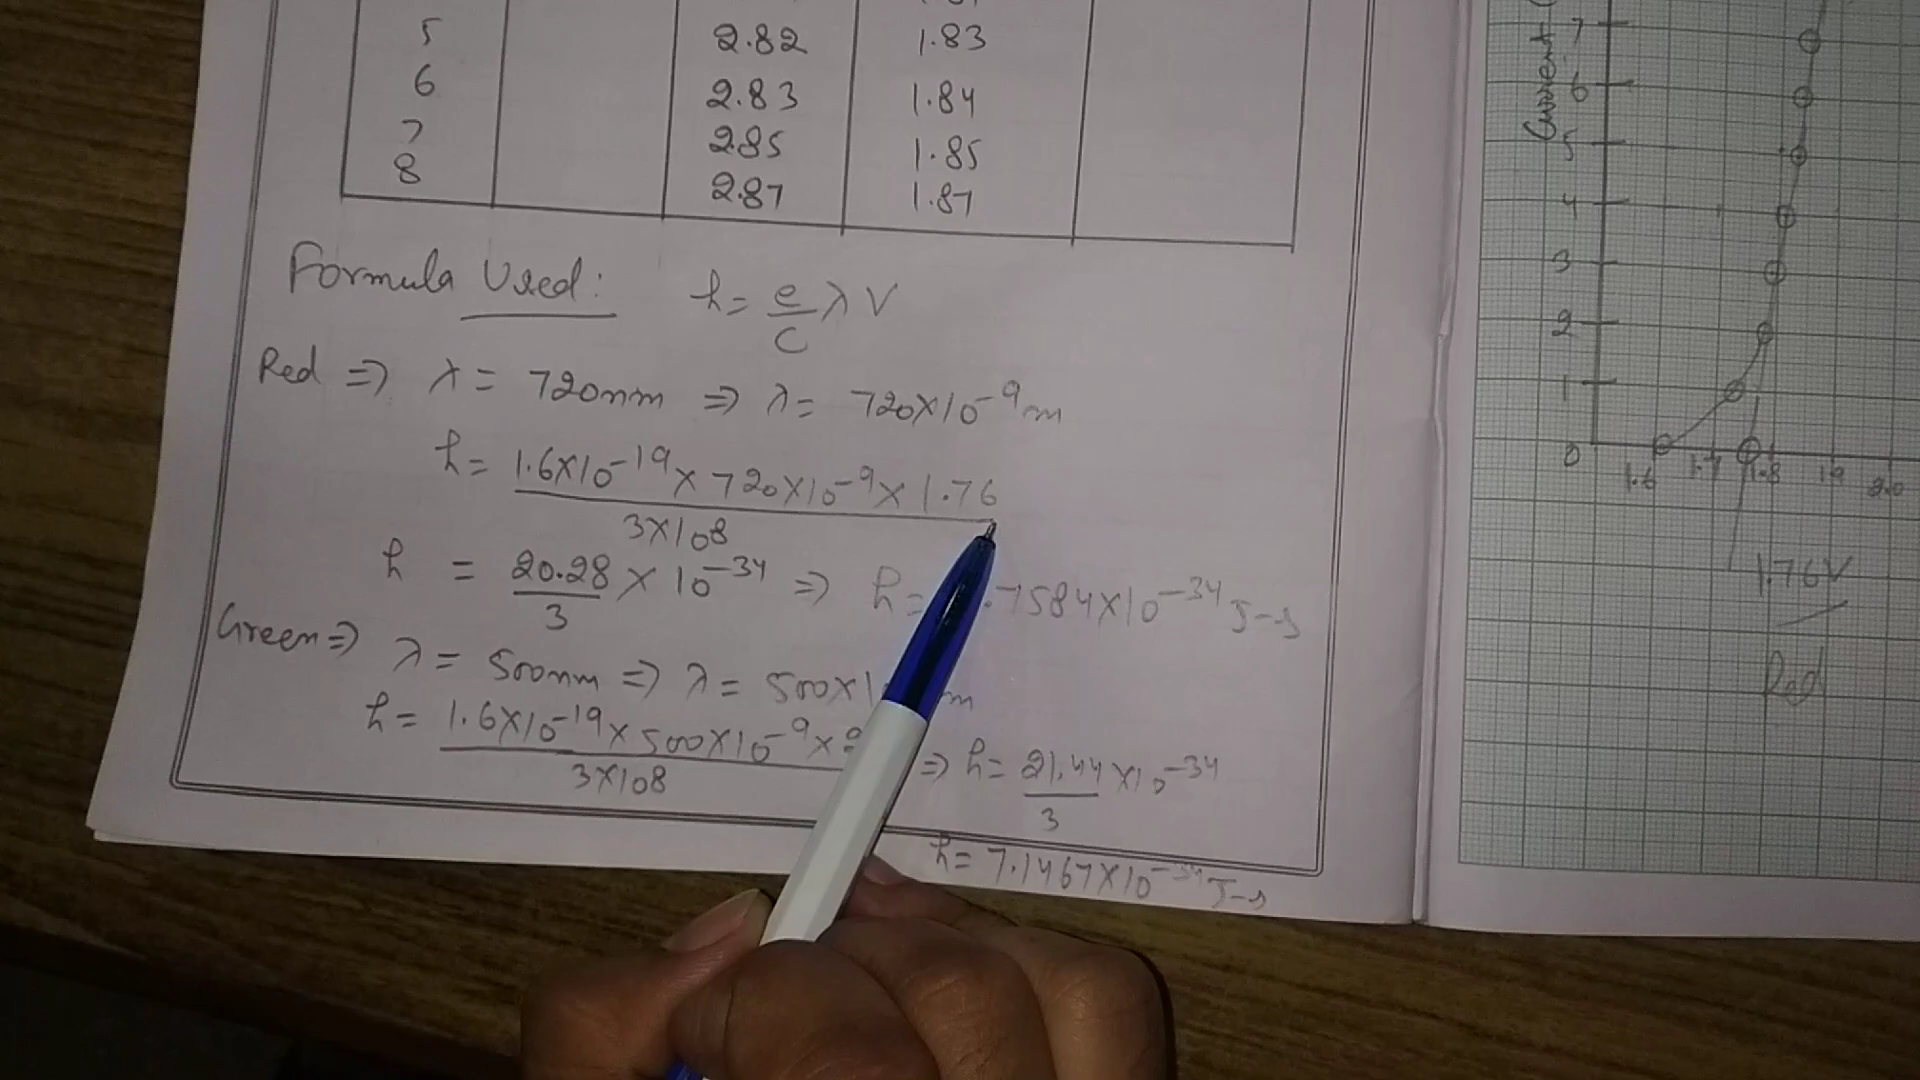 5 2.82 1.83
6 2.83 1.84
7 2.85 1.85
8 2.87 1.87
Formula Used: h = e/c λ V
Red ⇒ λ = 720nm ⇒ λ = 720×10⁻⁹m
h = 1.6×10⁻¹⁹ × 720×10⁻⁹ × 1.76 / 3×10⁸
h = 20.28/3 × 10⁻³⁴ ⇒ h = .7584×10⁻³⁴ J-s
Green ⇒ λ = 500nm ⇒ λ = 500×1 m
h = 1.6×10⁻¹⁹ × 500×10⁻⁹ × / 3×10⁸ ⇒ h = 21.44/3 ×10⁻³⁴
h = 7.1467×10⁻³⁴ J-s
Current (
7
6
5
4
3
2
1
0
1.6 1.7 1.8 1.9 2.0
1.76V
Red